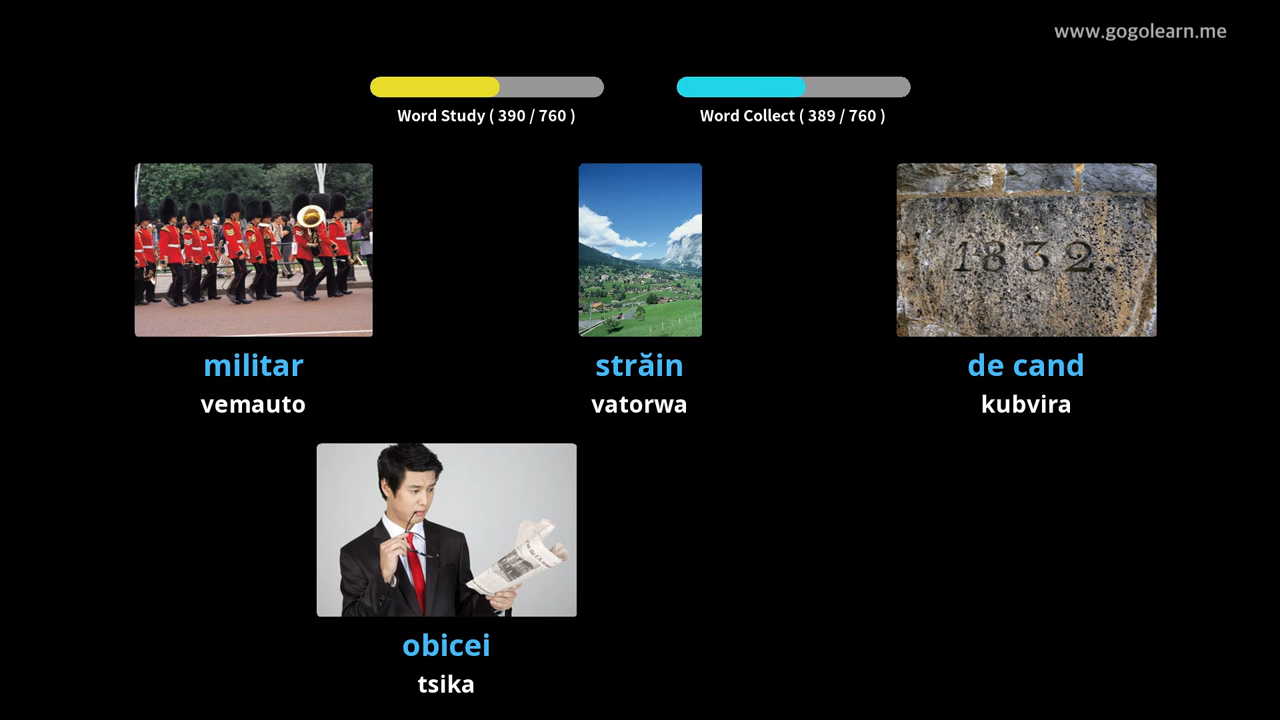 www.gogolearn.me
Word Study ( 390 / 760 )
Word Collect ( 389 / 760 )
1832.
militar
vemauto
străin
vatorwa
de cand
kubvira
obicei
tsika